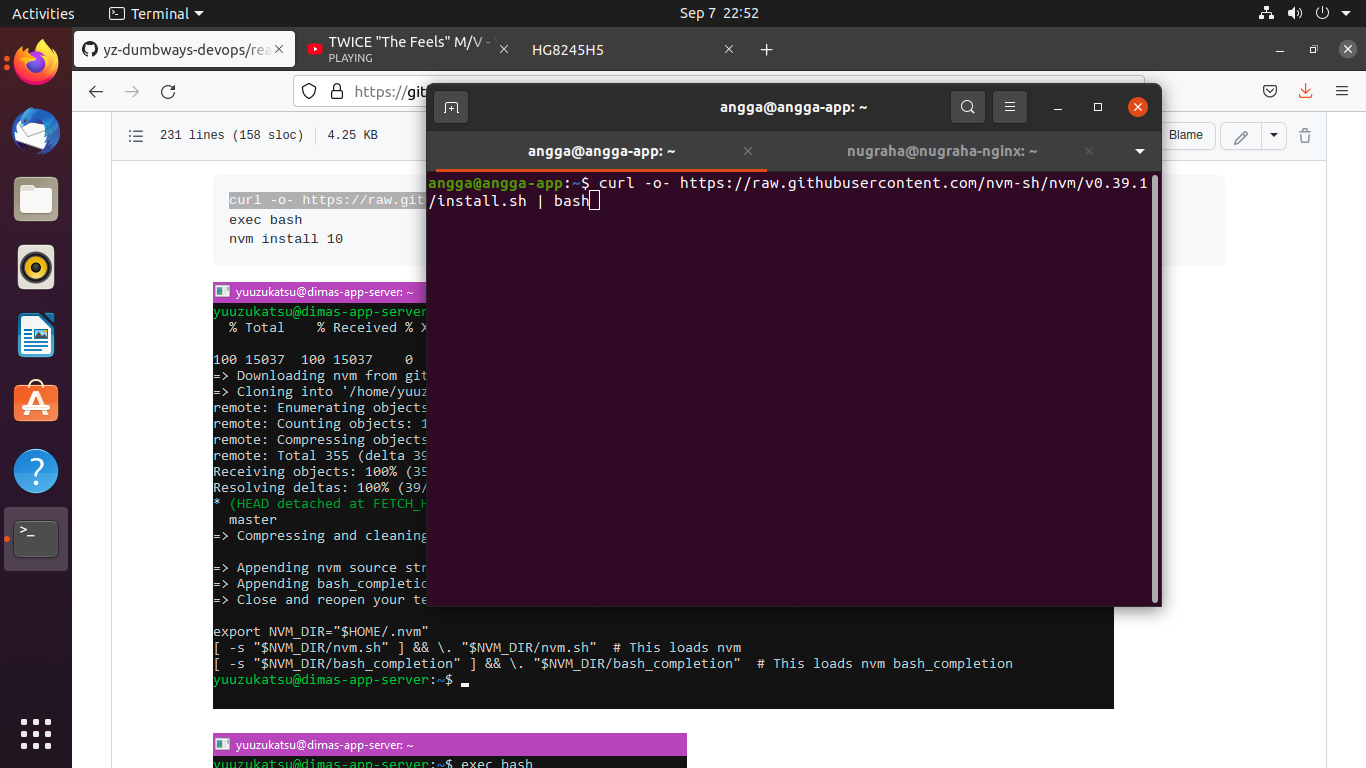 Activities
Terminal
Sep 7 22:52
yz-dumbways-devops/rea
TWICE "The Feels" M/V -
PLAYING
HG8245H5
https://git
angga@angga-app: ~
231 lines (158 sloc)
4.25 KB
Blame
angga@angga-app: ~
nugraha@nugraha-nginx: ~
angga@angga-app:~$ curl -o- https://raw.githubusercontent.com/nvm-sh/nvm/v0.39.1
/install.sh | bash
curl -o- https://raw.git
exec bash
nvm install 10
yuuzukatsu@dimas-app-server: ~
yuuzukatsu@dimas-app-server
% Total % Received % X
100 15037 100 15037 0
=> Downloading nvm from git
=> Cloning into '/home/yuuz
remote: Enumerating objects
remote: Counting objects: 1
remote: Compressing objects
remote: Total 355 (delta 39
Receiving objects: 100% (35
Resolving deltas: 100% (39/
* (HEAD detached at FETCH_H
master
=> Compressing and cleaning
=> Appending nvm source str
=> Appending bash_completio
=> Close and reopen your te
export NVM_DIR="$HOME/.nvm"
[ -s "$NVM_DIR/nvm.sh" ] && \. "$NVM_DIR/nvm.sh" # This loads nvm
[ -s "$NVM_DIR/bash_completion" ] && \. "$NVM_DIR/bash_completion" # This loads nvm bash_completion
yuuzukatsu@dimas-app-server:~$
yuuzukatsu@dimas-app-server: ~
yuuzukatsu@dimas-app-server:~$ exec bash